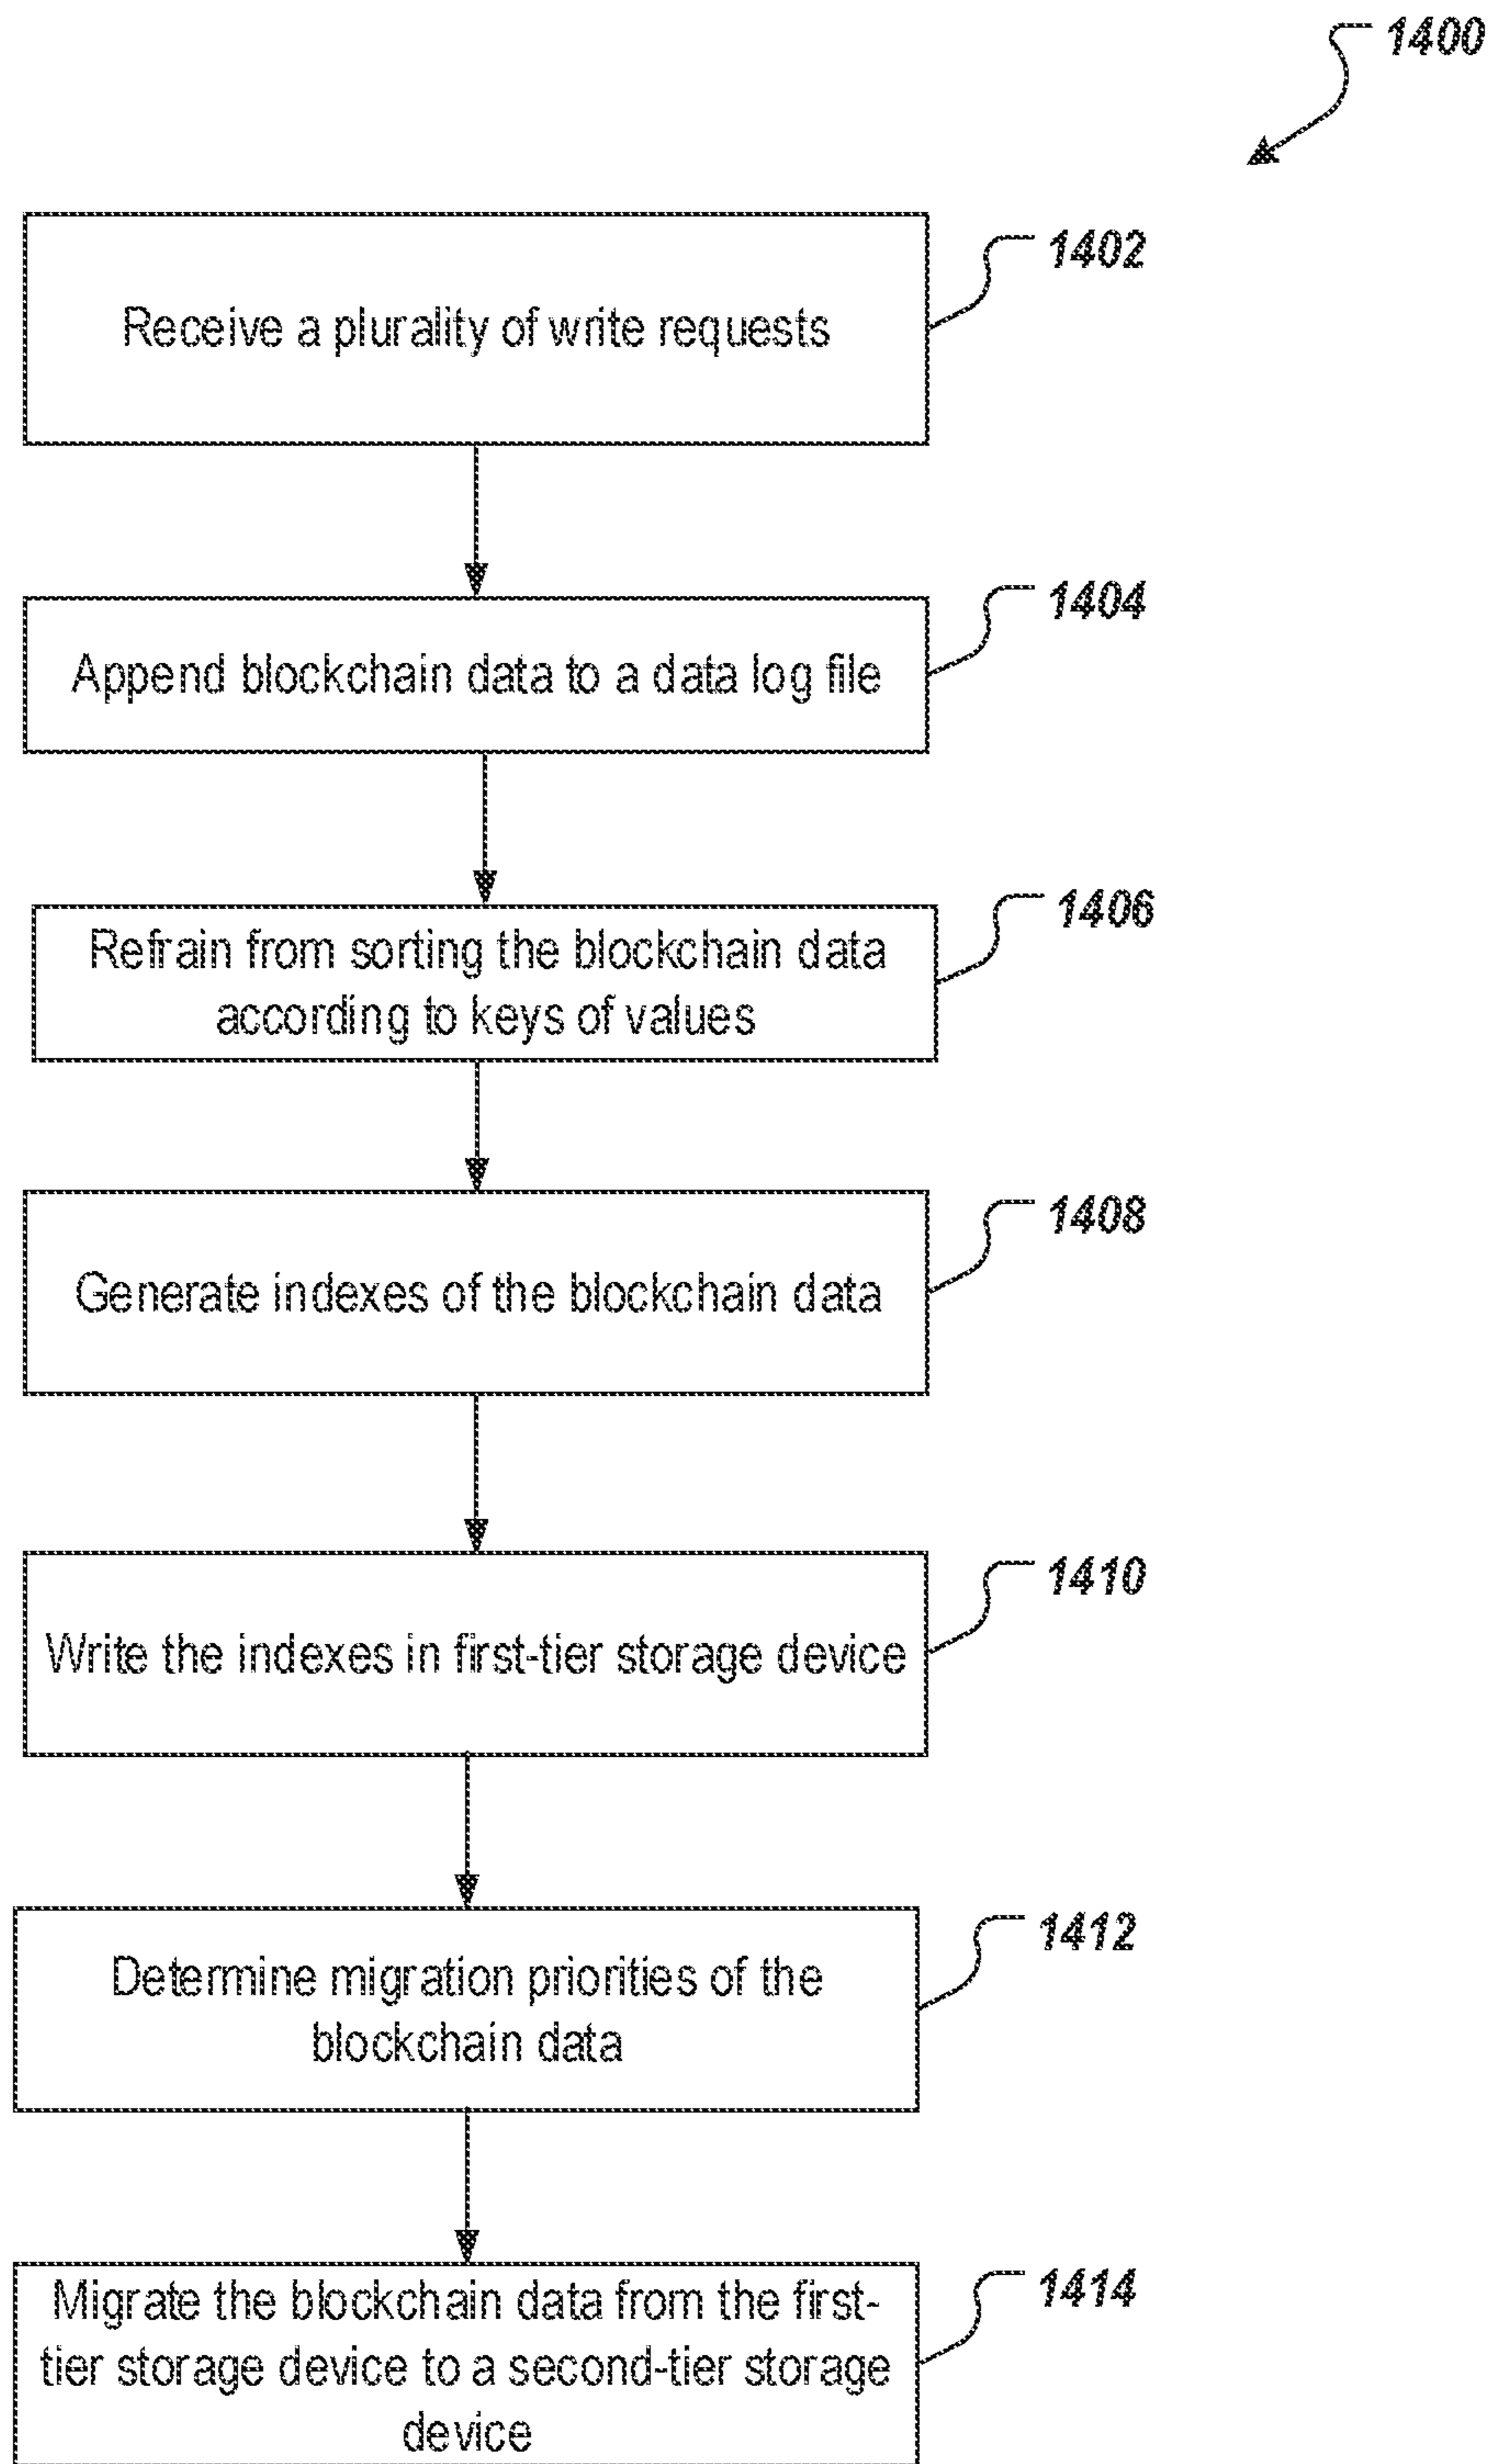 1400
1402
Receive a plurality of write requests
1404
Append blockchain data to a data log file
1406
Refrain from sorting the blockchain data
according to keys of values
1408
Generate indexes of the blockchain data
1410
Write the indexes in first-tier storage device
1412
Determine migration priorities of the
blockchain data
1414
Migrate the blockchain data from the first-
tier storage device to a second-tier storage
device